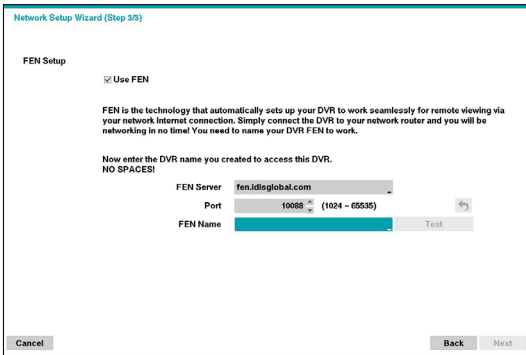 Network Setup Wizard (Step 3/3)
FEN Setup
Use FEN
FEN is the technology that automatically sets up your DVR to work seamlessly for remote viewing via
your network Internet connection. Simply connect the DVR to your network router and you will be
networking in no time! You need to name your DVR FEN to work.
Now enter the DVR name you created to access this DVR.
NO SPACES!
FEN Server fen.idisglobal.com
Port 10088 (1024 ~ 65535)
FEN Name Test
Cancel Back Next